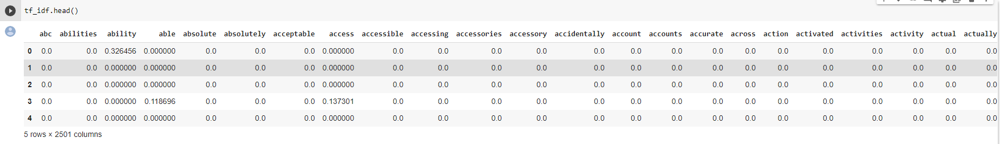 tf_idf.head()
abc abilities ability able absolute absolutely acceptable access accessible accessing accessories accessory accidentally account accounts accurate across action activated activities activity actual actually
0 0.0 0.0 0.326456 0.000000 0.0 0.0 0.0 0.000000 0.0 0.0 0.0 0.0 0.0 0.0 0.0 0.0 0.0 0.0 0.0 0.0 0.0 0.0 0.0
1 0.0 0.0 0.000000 0.000000 0.0 0.0 0.0 0.000000 0.0 0.0 0.0 0.0 0.0 0.0 0.0 0.0 0.0 0.0 0.0 0.0 0.0 0.0 0.0
2 0.0 0.0 0.000000 0.000000 0.0 0.0 0.0 0.000000 0.0 0.0 0.0 0.0 0.0 0.0 0.0 0.0 0.0 0.0 0.0 0.0 0.0 0.0 0.0
3 0.0 0.0 0.000000 0.118696 0.0 0.0 0.0 0.137301 0.0 0.0 0.0 0.0 0.0 0.0 0.0 0.0 0.0 0.0 0.0 0.0 0.0 0.0 0.0
4 0.0 0.0 0.000000 0.000000 0.0 0.0 0.0 0.000000 0.0 0.0 0.0 0.0 0.0 0.0 0.0 0.0 0.0 0.0 0.0 0.0 0.0 0.0 0.0
5 rows × 2501 columns